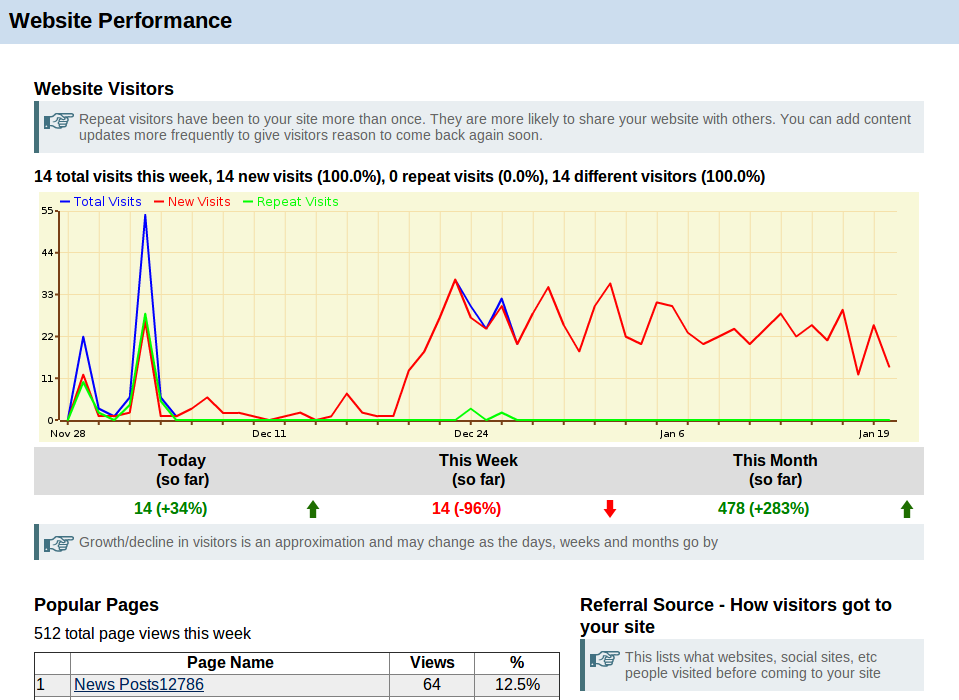 Website Performance
Website Visitors
Repeat visitors have been to your site more than once. They are more likely to share your website with others. You can add content
updates more frequently to give visitors reason to come back again soon.
14 total visits this week, 14 new visits (100.0%), 0 repeat visits (0.0%), 14 different visitors (100.0%)
Total Visits New Visits Repeat Visits
55
44
33
22
11
0
Nov 28 Dec 11 Dec 24 Jan 6 Jan 19
Today This Week This Month
(so far) (so far) (so far)
14 (+34%) 14 (-96%) 478 (+283%)
Growth/decline in visitors is an approximation and may change as the days, weeks and months go by
Popular Pages
512 total page views this week
Page Name Views %
1 News Posts12786 64 12.5%
Referral Source - How visitors got to
your site
This lists what websites, social sites, etc
people visited before coming to your site